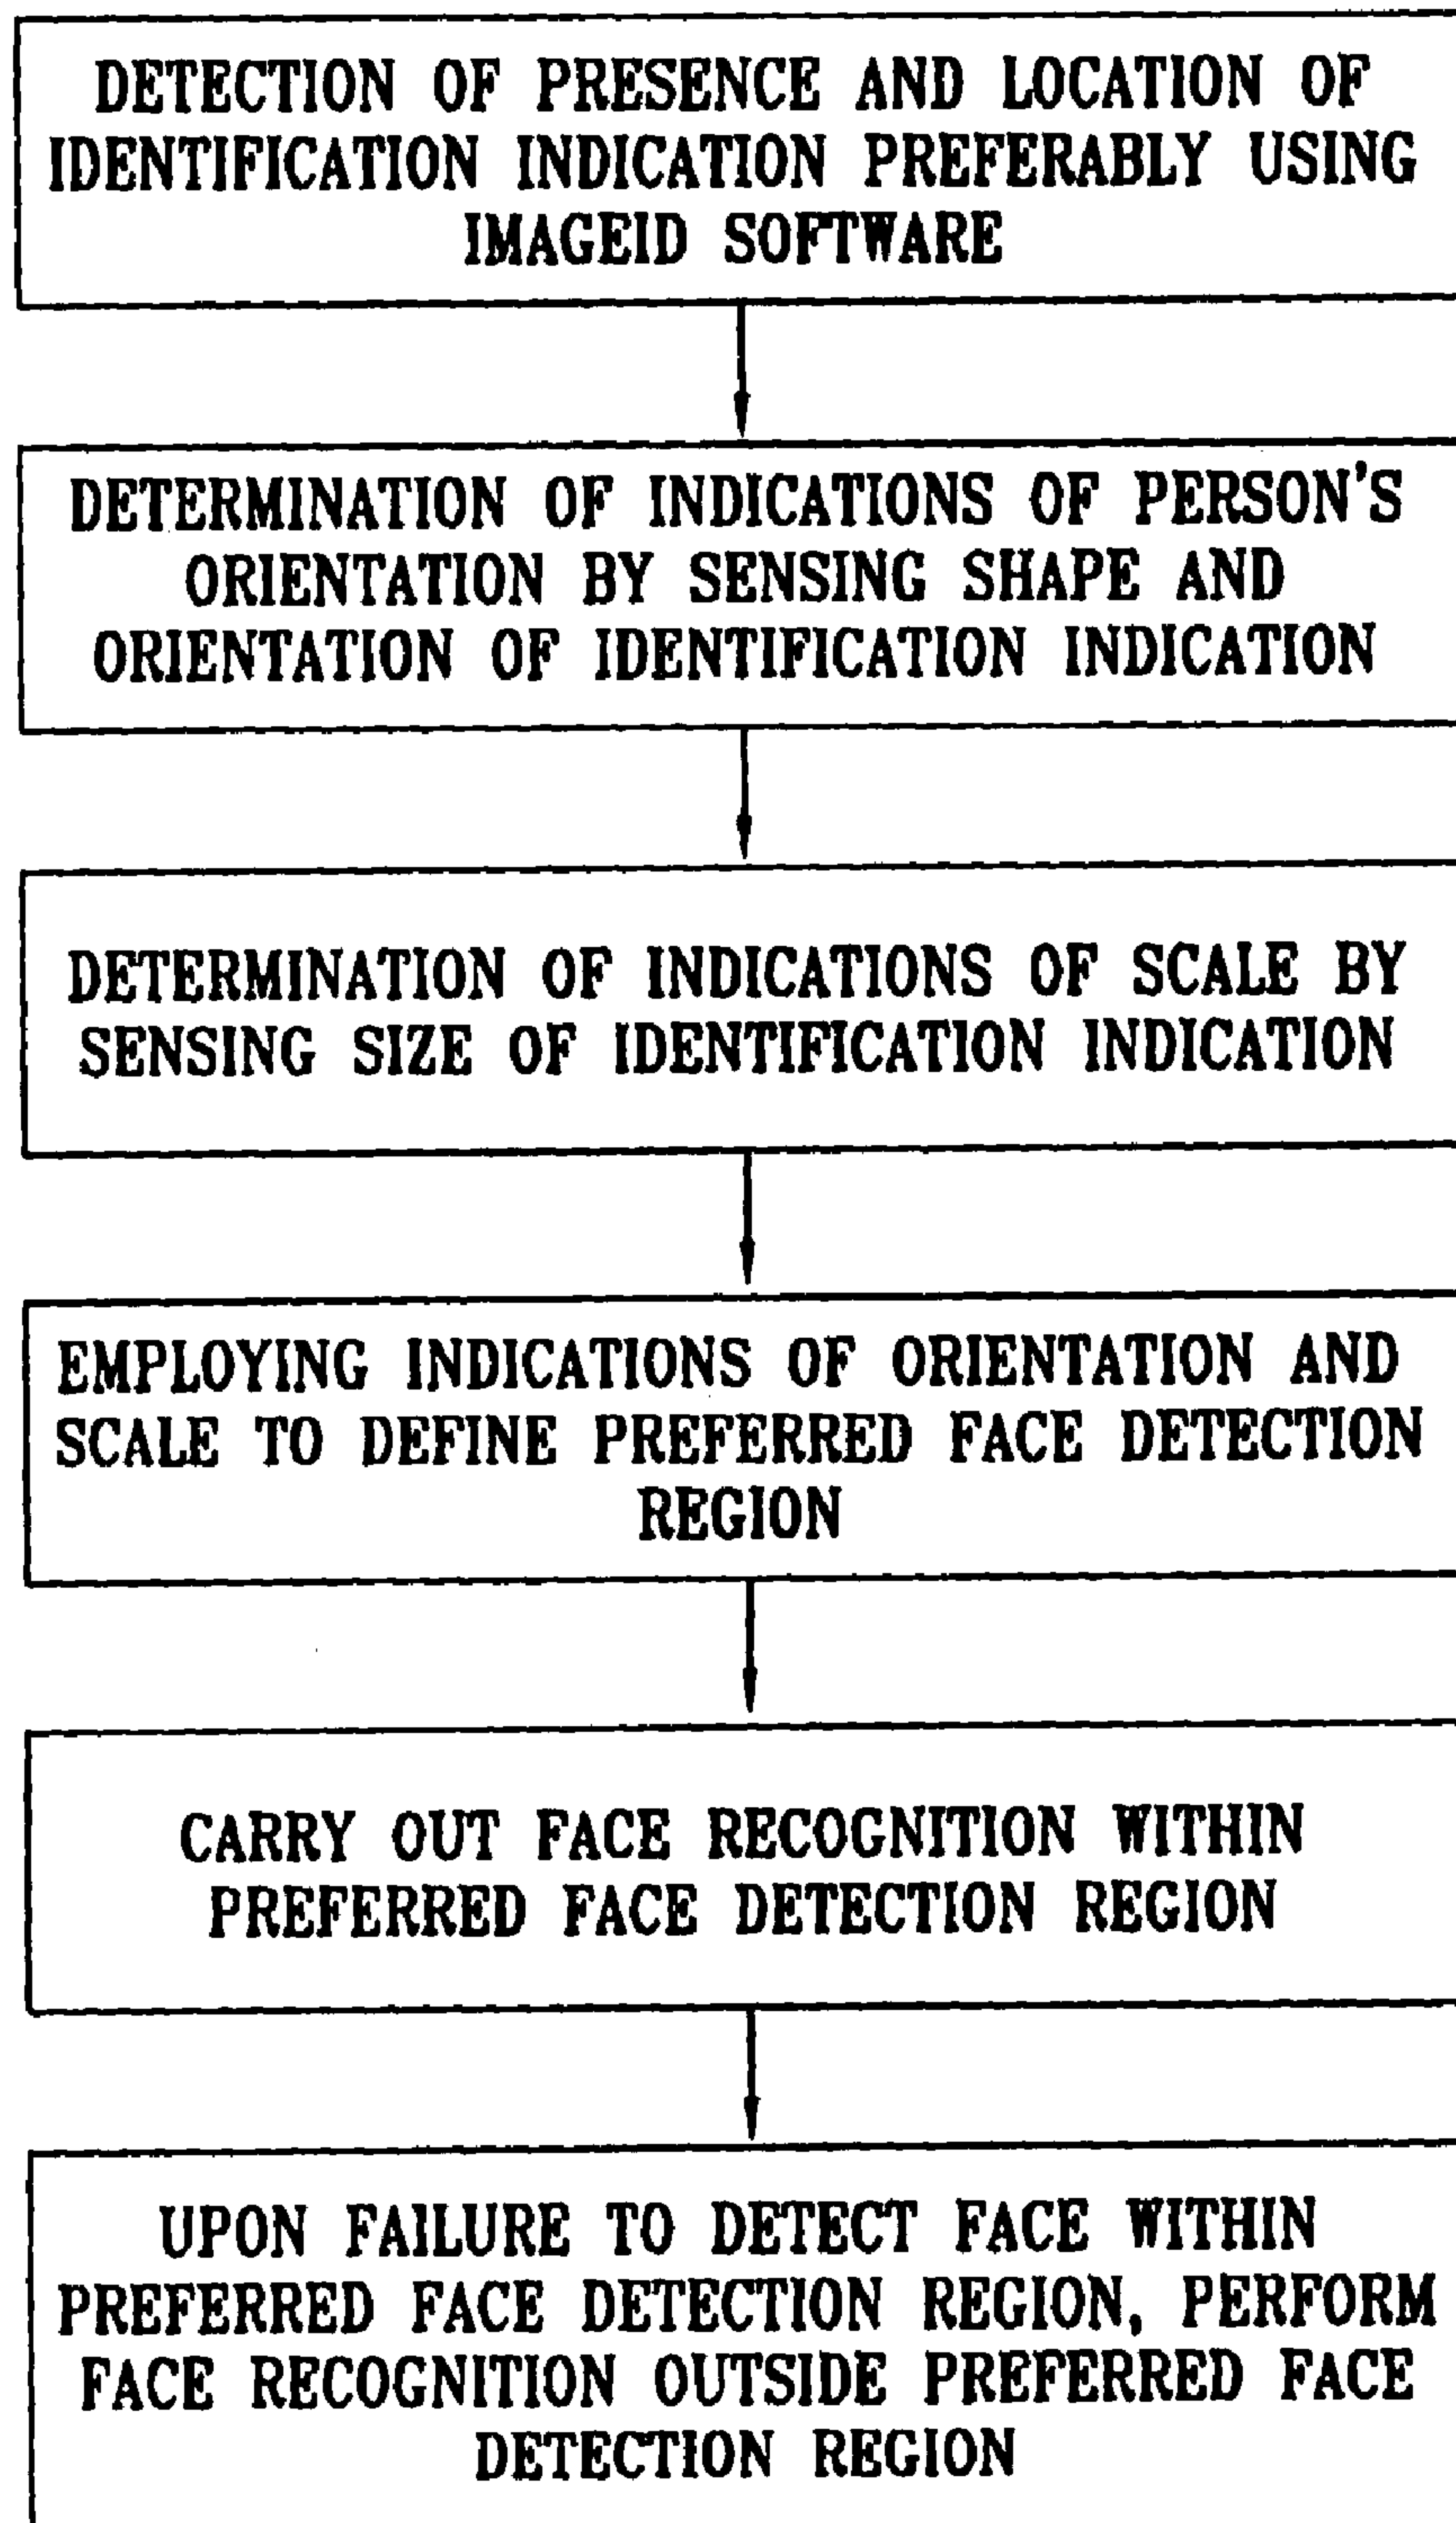 DETECTION OF PRESENCE AND LOCATION OF
IDENTIFICATION INDICATION PREFERABLY USING
IMAGEID SOFTWARE
DETERMINATION OF INDICATIONS OF PERSON'S
ORIENTATION BY SENSING SHAPE AND
ORIENTATION OF IDENTIFICATION INDICATION
DETERMINATION OF INDICATIONS OF SCALE BY
SENSING SIZE OF IDENTIFICATION INDICATION
EMPLOYING INDICATIONS OF ORIENTATION AND
SCALE TO DEFINE PREFERRED FACE DETECTION
REGION
CARRY OUT FACE RECOGNITION WITHIN
PREFERRED FACE DETECTION REGION
UPON FAILURE TO DETECT FACE WITHIN
PREFERRED FACE DETECTION REGION, PERFORM
FACE RECOGNITION OUTSIDE PREFERRED FACE
DETECTION REGION